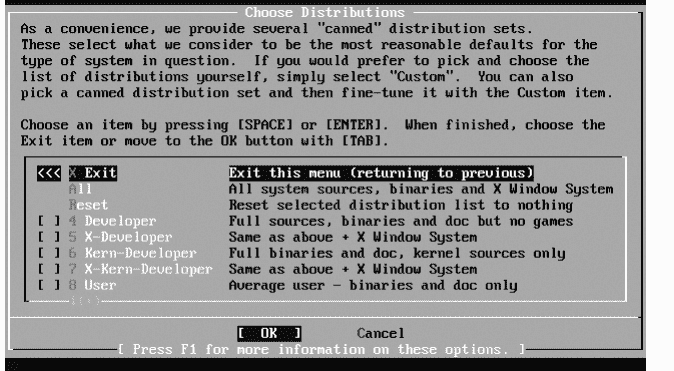 Choose Distributions
As a convenience, we provide several "canned" distribution sets.
These select what we consider to be the most reasonable defaults for the
type of system in question.  If you would prefer to pick and choose the
list of distributions yourself, simply select "Custom".  You can also
pick a canned distribution set and then fine-tune it with the Custom item.
Choose an item by pressing [SPACE] or [ENTER].  When finished, choose the
Exit item or move to the OK button with [TAB].
<<< X Exit Exit this menu (returning to previous)
All All system sources, binaries and X Window System
Reset Reset selected distribution list to nothing
[ ] 4 Developer Full sources, binaries and doc but no games
[ ] 5 X-Developer Same as above + X Window System
[ ] 6 Kern-Developer Full binaries and doc, kernel sources only
[ ] 7 X-Kern-Developer Same as above + X Window System
[ ] 8 User Average user - binaries and doc only
[ OK ] Cancel
[ Press F1 for more information on these options. ]